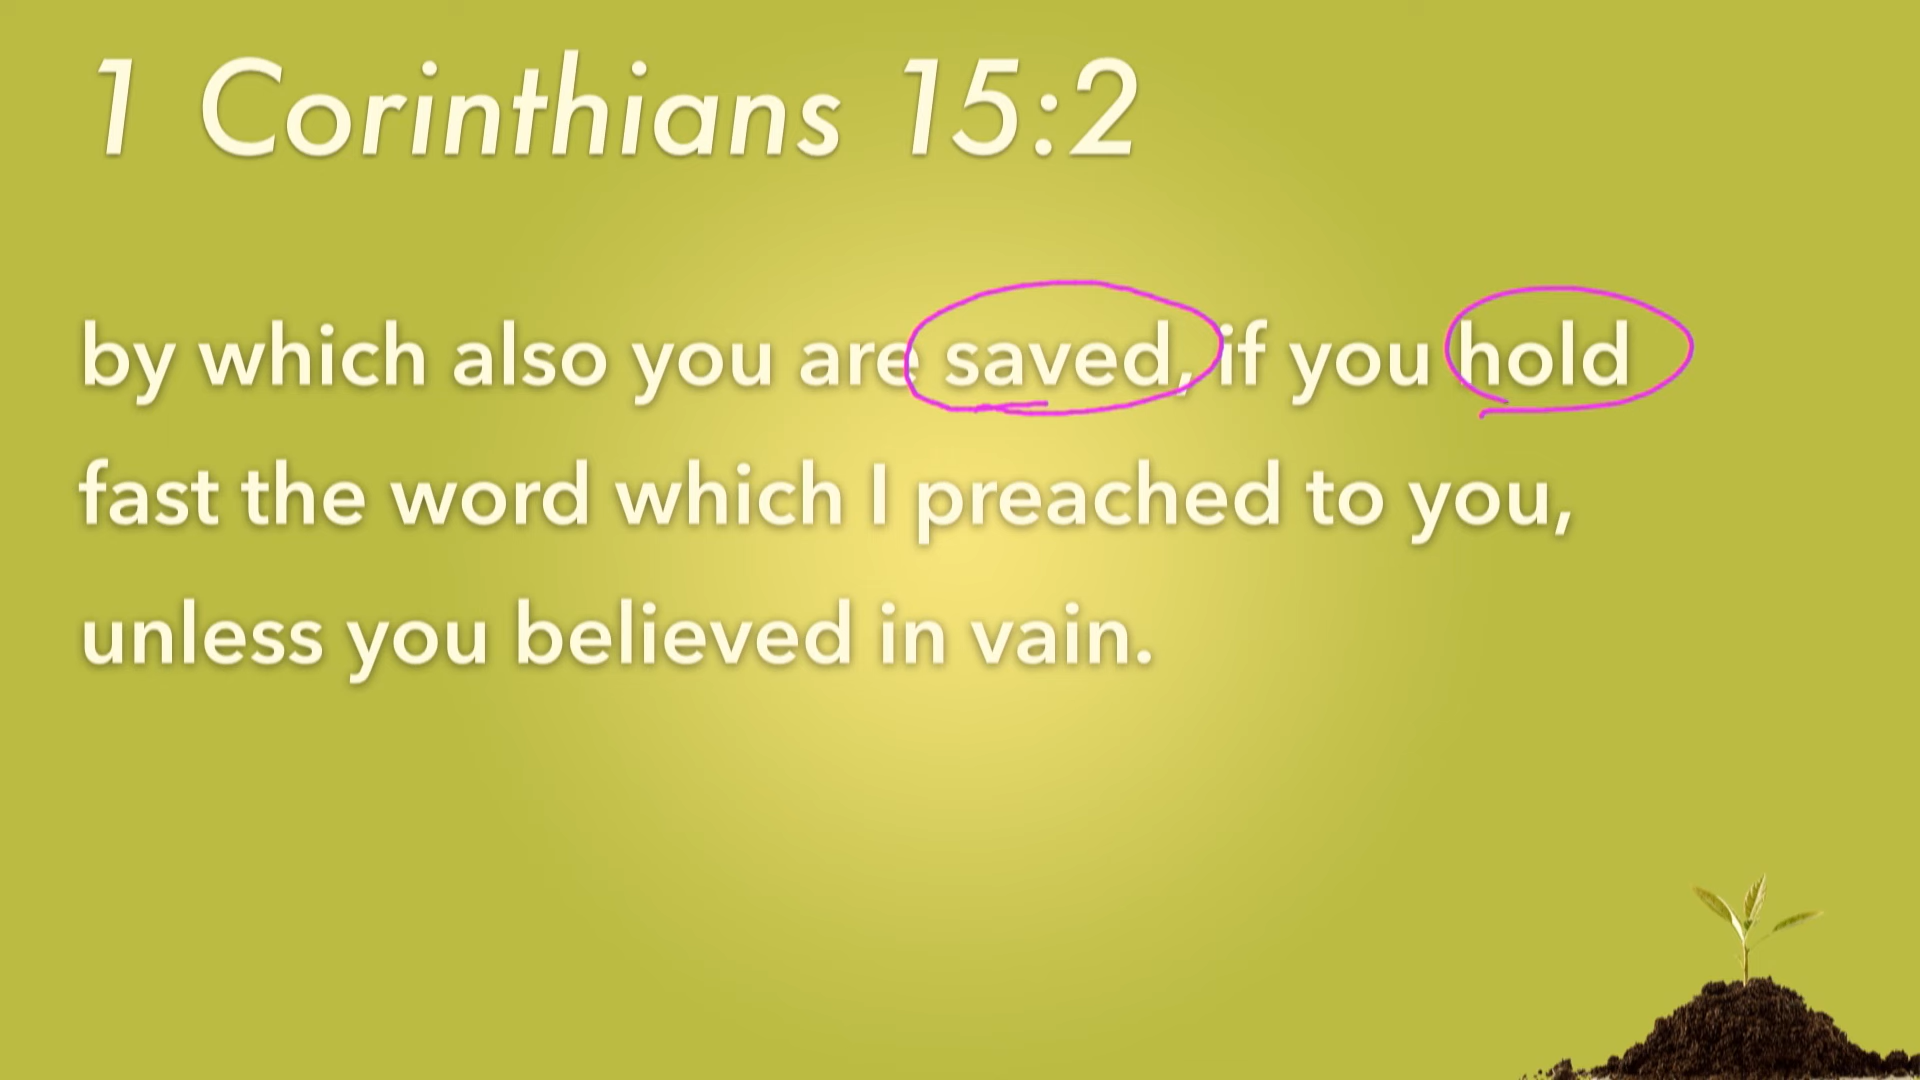 1 Corinthians 15:2
by which also you are saved, if you hold
fast the word which I preached to you,
unless you believed in vain.